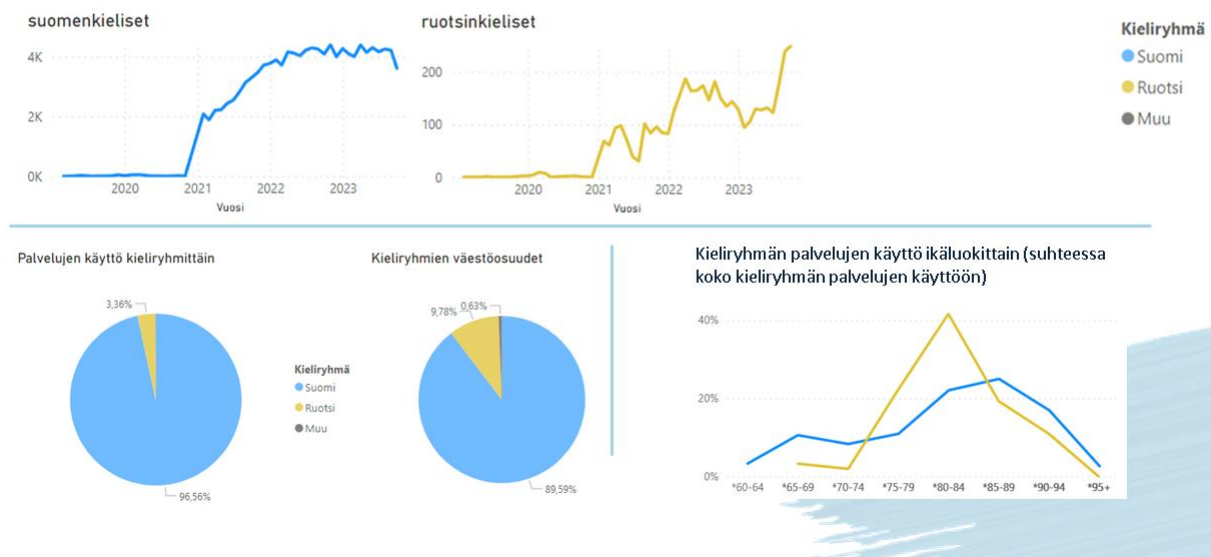 suomenkieliset
4K
2K
0K
2020 2021 2022 2023
Vuosi
ruotsinkieliset
200
100
0
2020 2021 2022 2023
Vuosi
Kieliryhmä
Suomi
Ruotsi
Muu
Palvelujen käyttö kieliryhmittäin
3,36%
96,56%
Kieliryhmä
Suomi
Ruotsi
Muu
Kieliryhmien väestöosuudet
9,78% 0,63%
89,59%
Kieliryhmän palvelujen käyttö ikäluokittain (suhteessa
koko kieliryhmän palvelujen käyttöön)
40%
20%
0%
*60-64 *65-69 *70-74 *75-79 *80-84 *85-89 *90-94 *95+